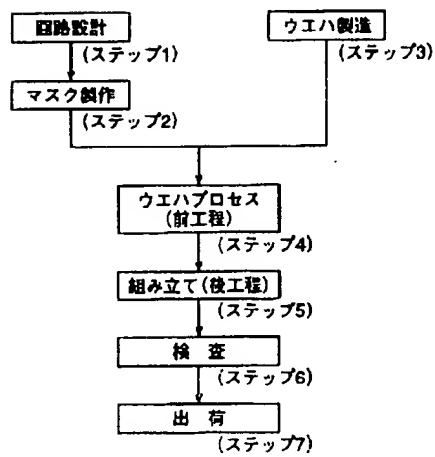 回路設計
(ステップ1)
マスク製作
(ステップ2)
ウエハ製造
(ステップ3)
ウエハプロセス
(前工程)
(ステップ4)
組み立て(後工程)
(ステップ5)
検 査
(ステップ6)
出 荷
(ステップ7)